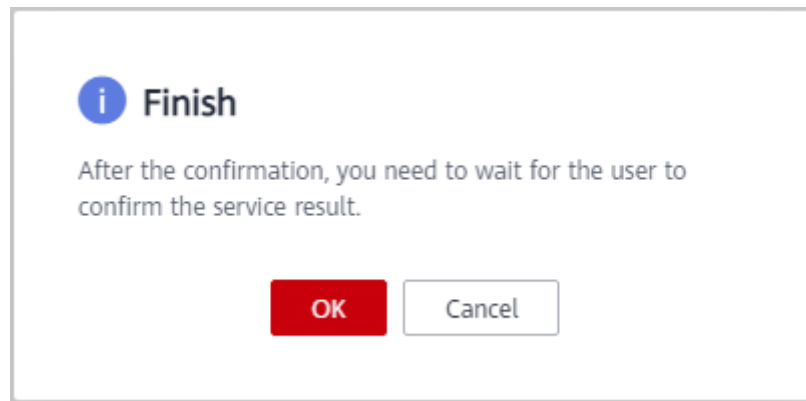 i Finish
After the confirmation, you need to wait for the user to
confirm the service result.
OK Cancel